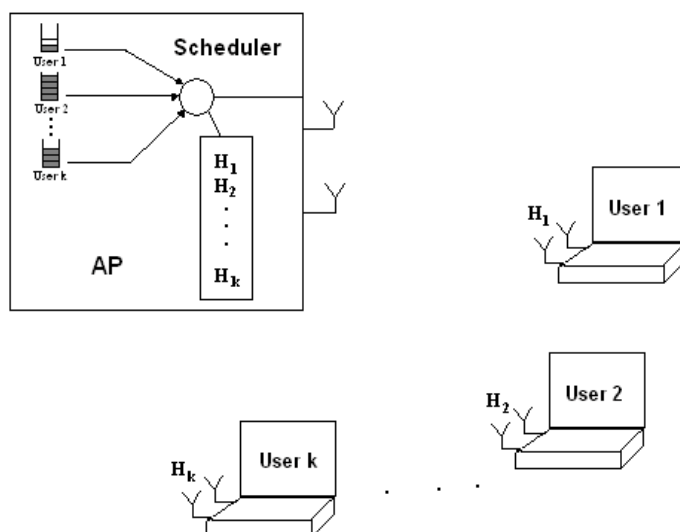 Scheduler
User 1
User 2
User k
H1
H2
Hk
AP
H1
User 1
H2
User 2
Hk
User k